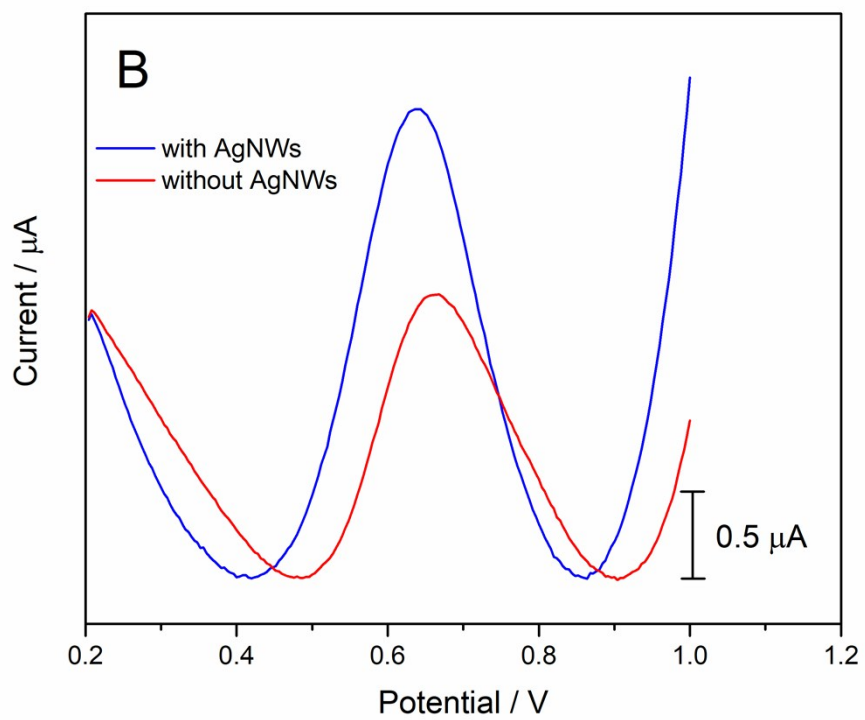 B
with AgNWs
without AgNWs
Current / μA
0.5 μA
0.2 0.4 0.6 0.8 1.0 1.2
Potential / V